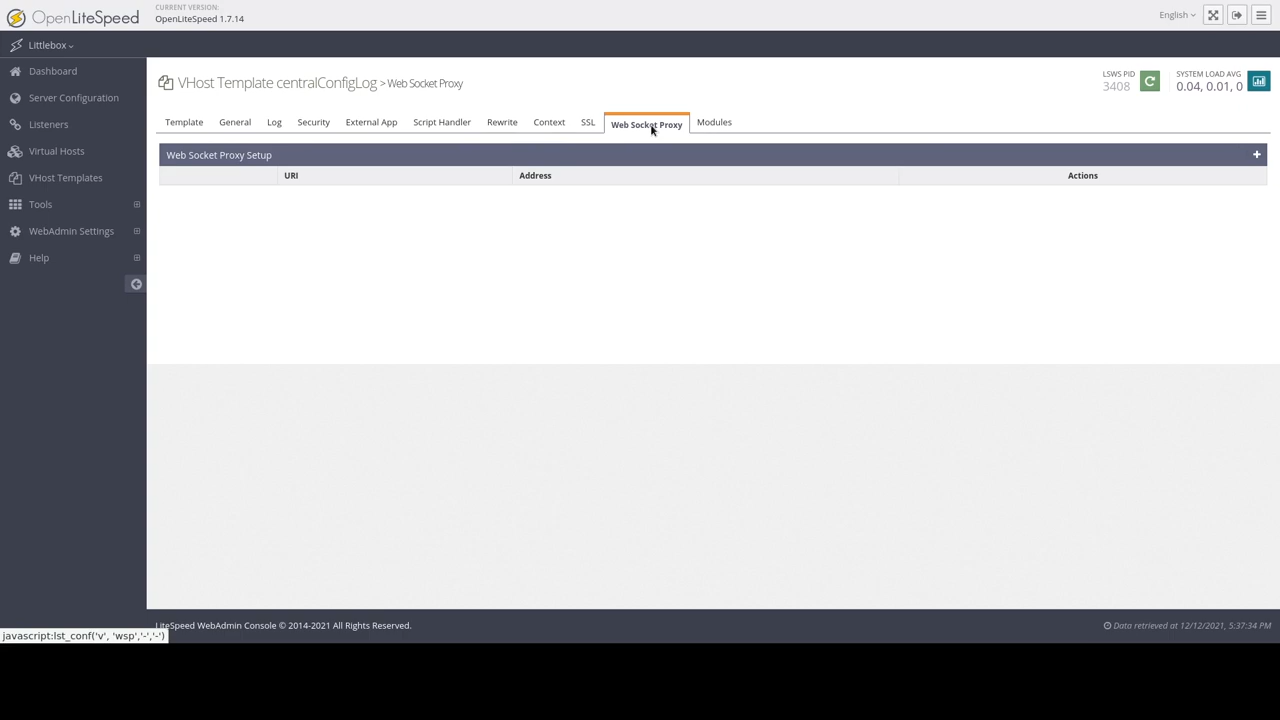 OpenLiteSpeed
CURRENT VERSION:
OpenLiteSpeed 1.7.14
English
Littlebox
Dashboard
Server Configuration
Listeners
Virtual Hosts
VHost Templates
Tools
WebAdmin Settings
Help
VHost Template centralConfigLog > Web Socket Proxy
LSWS PID
3408
SYSTEM LOAD AVG
0.04, 0.01, 0
Template General Log Security External App Script Handler Rewrite Context SSL Web Socket Proxy Modules
Web Socket Proxy Setup
URI Address Actions
LiteSpeed WebAdmin Console © 2014-2021 All Rights Reserved.
Data retrieved at 12/12/2021, 5:37:34 PM
javascript:lst_conf('v', 'wsp','-','-')